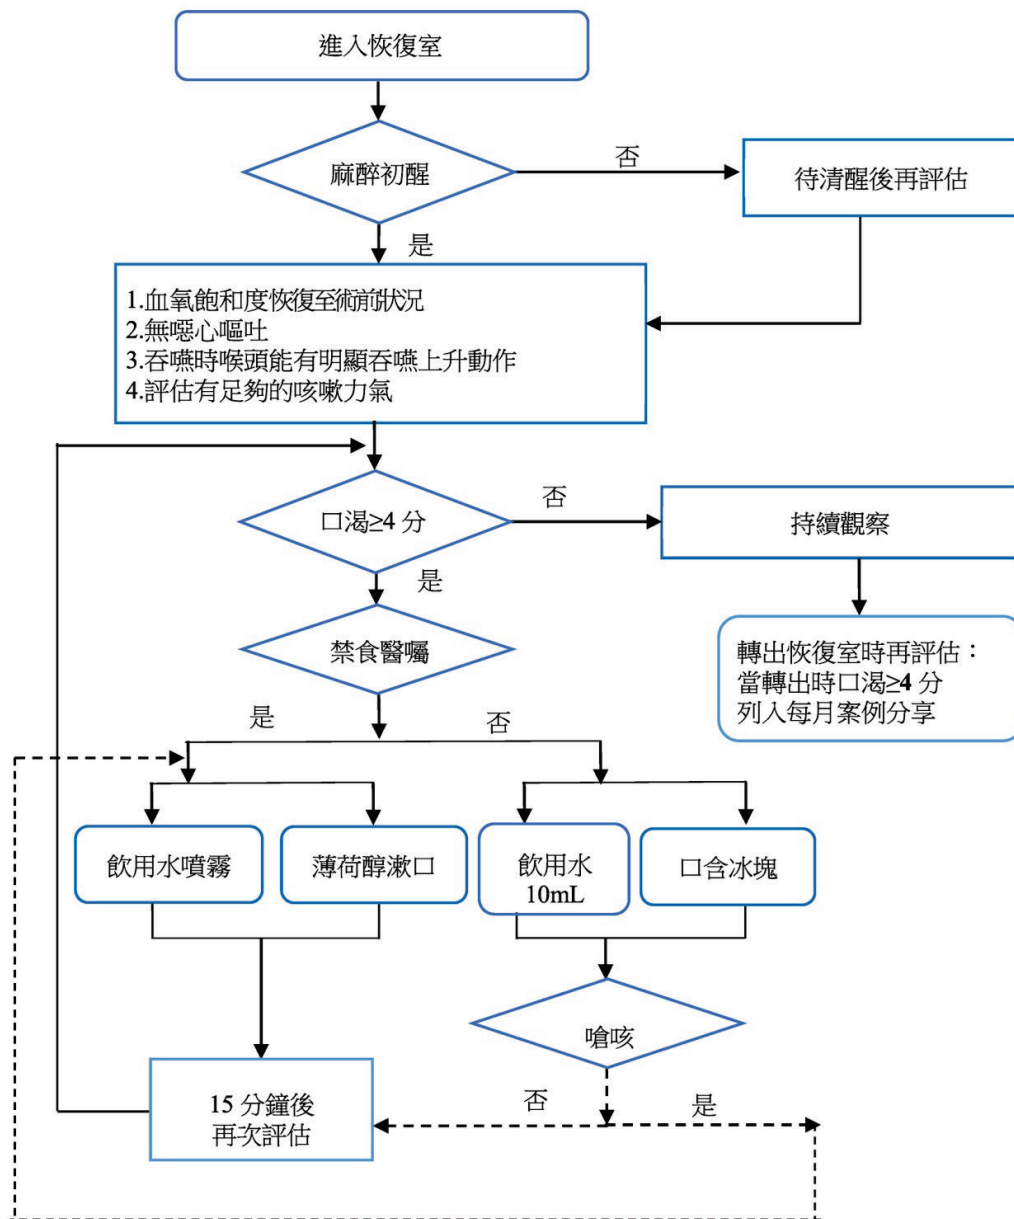 進入恢復室
麻醉初醒
否
待清醒後再評估
是
1.血氧飽和度恢復至術前狀況
2.無噁心嘔吐
3.吞嚥時喉頭能有明顯吞嚥上升動作
4.評估有足夠的咳嗽力氣
口渴≥4 分
否
持續觀察
是
禁食醫囑
轉出恢復室時再評估：
當轉出時口渴≥4 分
列入每月案例分享
是
否
飲用水噴霧
薄荷醇漱口
飲用水
10mL
口含冰塊
嗆咳
15 分鐘後
再次評估
否
是